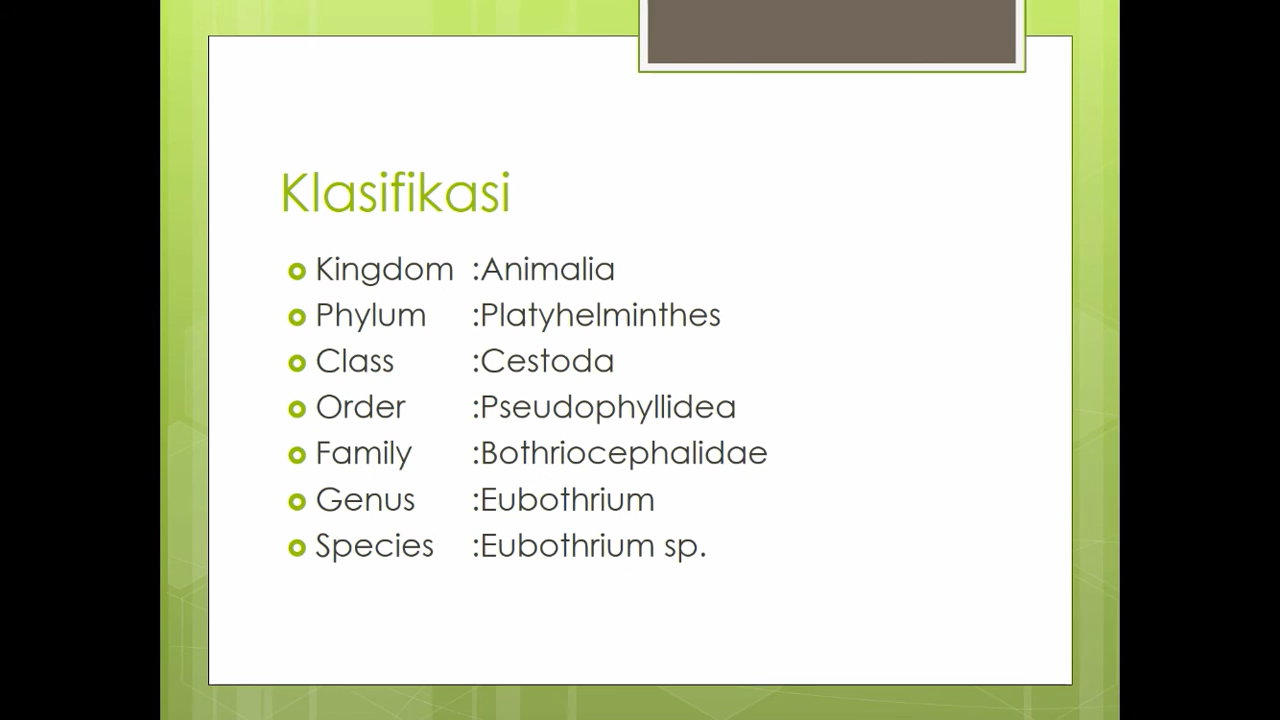 Klasifikasi
Kingdom :Animalia
Phylum :Platyhelminthes
Class :Cestoda
Order :Pseudophyllidea
Family :Bothriocephalidae
Genus :Eubothrium
Species :Eubothrium sp.